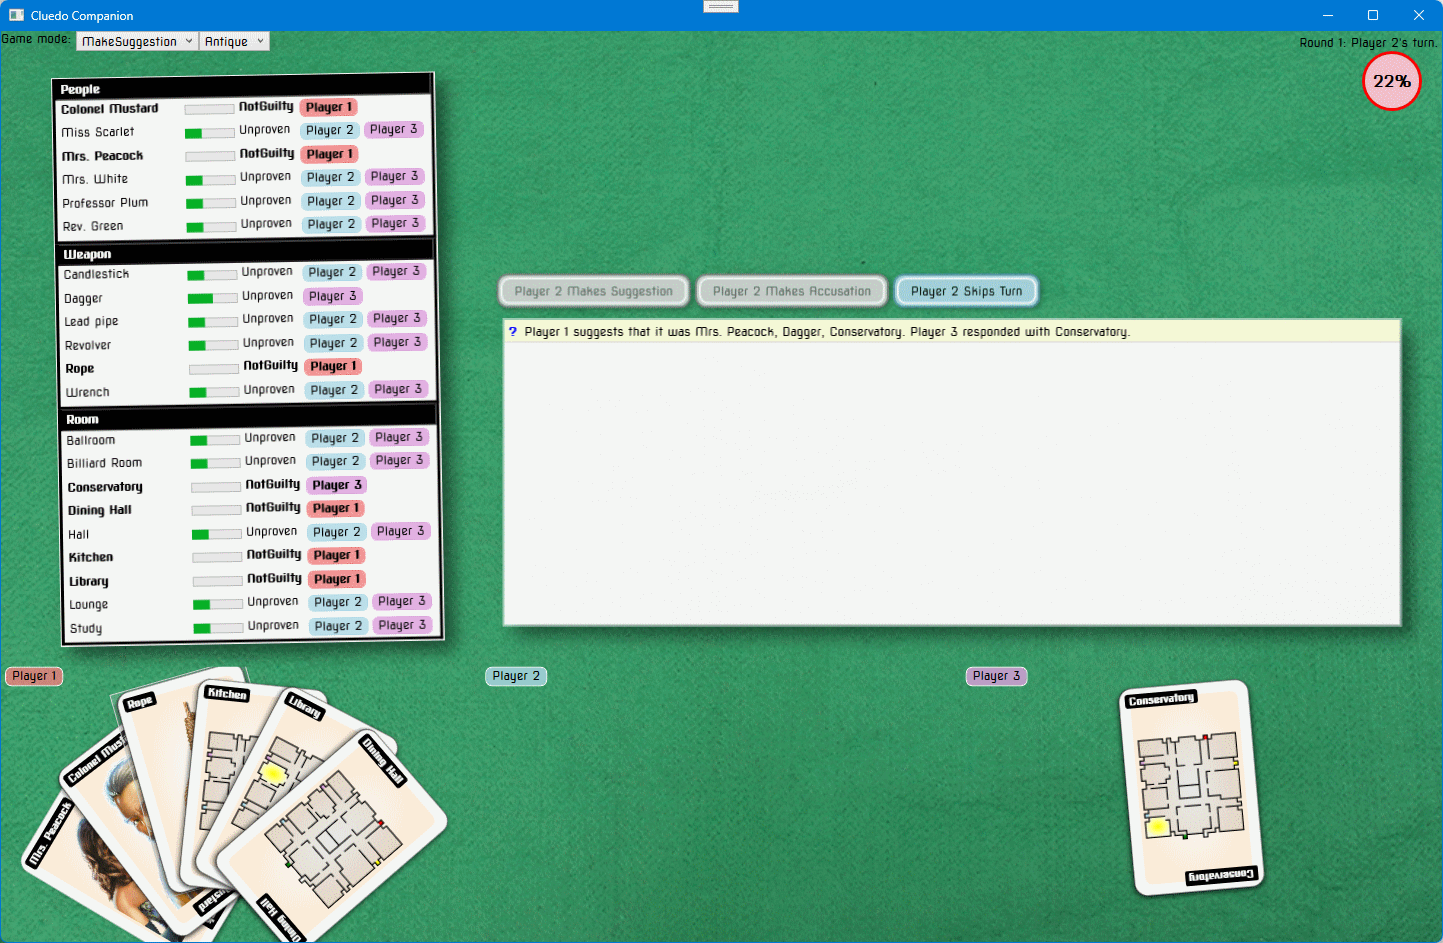 Cluedo Companion
Game mode: MakeSuggestion Antique
Round 1: Player 2's turn.
22%
People
Colonel Mustard NotGuilty Player 1
Miss Scarlet Unproven Player 2 Player 3
Mrs. Peacock NotGuilty Player 1
Mrs. White Unproven Player 2 Player 3
Professor Plum Unproven Player 2 Player 3
Rev. Green Unproven Player 2 Player 3
Weapon
Candlestick Unproven Player 2 Player 3
Dagger Unproven Player 3
Lead pipe Unproven Player 2 Player 3
Revolver Unproven Player 2 Player 3
Rope NotGuilty Player 1
Wrench Unproven Player 2 Player 3
Room
Ballroom Unproven Player 2 Player 3
Billiard Room Unproven Player 2 Player 3
Conservatory NotGuilty Player 3
Dining Hall NotGuilty Player 1
Hall Unproven Player 2 Player 3
Kitchen NotGuilty Player 1
Library NotGuilty Player 1
Lounge Unproven Player 2 Player 3
Study Unproven Player 2 Player 3
Player 2 Makes Suggestion Player 2 Makes Accusation Player 2 Skips Turn
? Player 1 suggests that it was Mrs. Peacock, Dagger, Conservatory. Player 3 responded with Conservatory.
Player 1
Mrs. Peacock
Colonel Must
Rope
Kitchen
Library
Dining Hall
ustard
Dining Hall
Player 2
Player 3
Conservatory
Conservatory